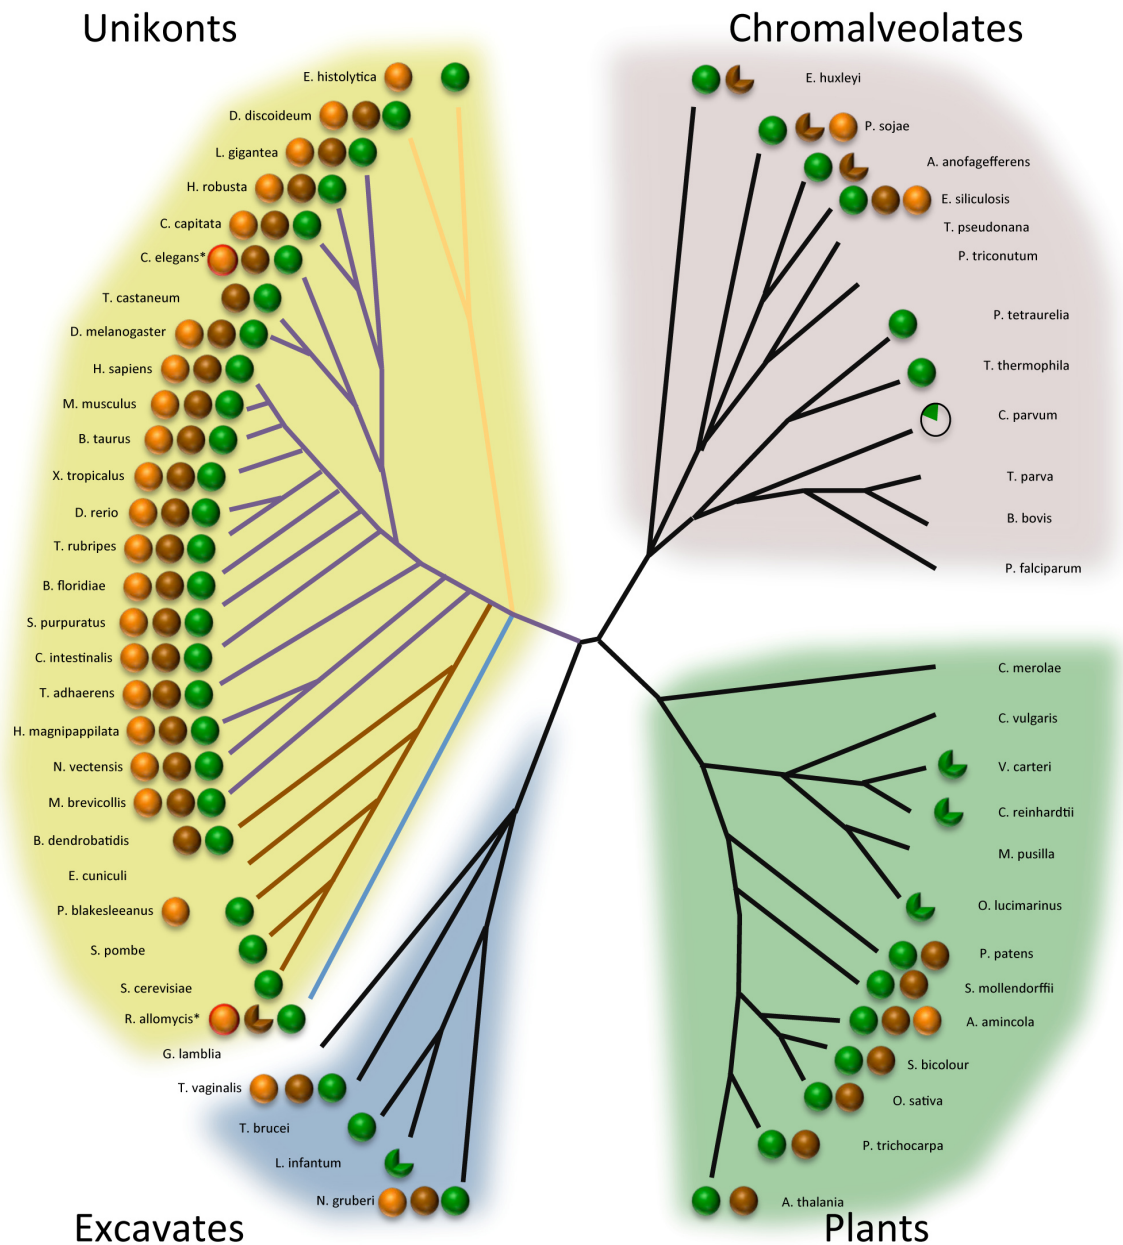 Unikonts
Chromalveolates
E. histolytica
D. discoideum
L. gigantea
H. robusta
C. capitata
C. elegans*
T. castaneum
D. melanogaster
H. sapiens
M. musculus
B. taurus
X. tropicalus
D. rerio
T. rubripes
B. floridiae
S. purpuratus
C. intestinalis
T. adhaerens
H. magnipappilata
N. vectensis
M. brevicollis
B. dendrobatidis
E. cuniculi
P. blakesleeanus
S. pombe
S. cerevisiae
R. allomycis*
G. lamblia
T. vaginalis
T. brucei
L. infantum
N. gruberi
E. huxleyi
P. sojae
A. anofagefferens
E. siliculosis
T. pseudonana
P. triconutum
P. tetraurelia
T. thermophila
C. parvum
T. parva
B. bovis
P. falciparum
C. merolae
C. vulgaris
V. carteri
C. reinhardtii
M. pusilla
O. lucimarinus
P. patens
S. mollendorffii
A. amincola
S. bicolour
O. sativa
P. trichocarpa
A. thalania
Excavates
Plants